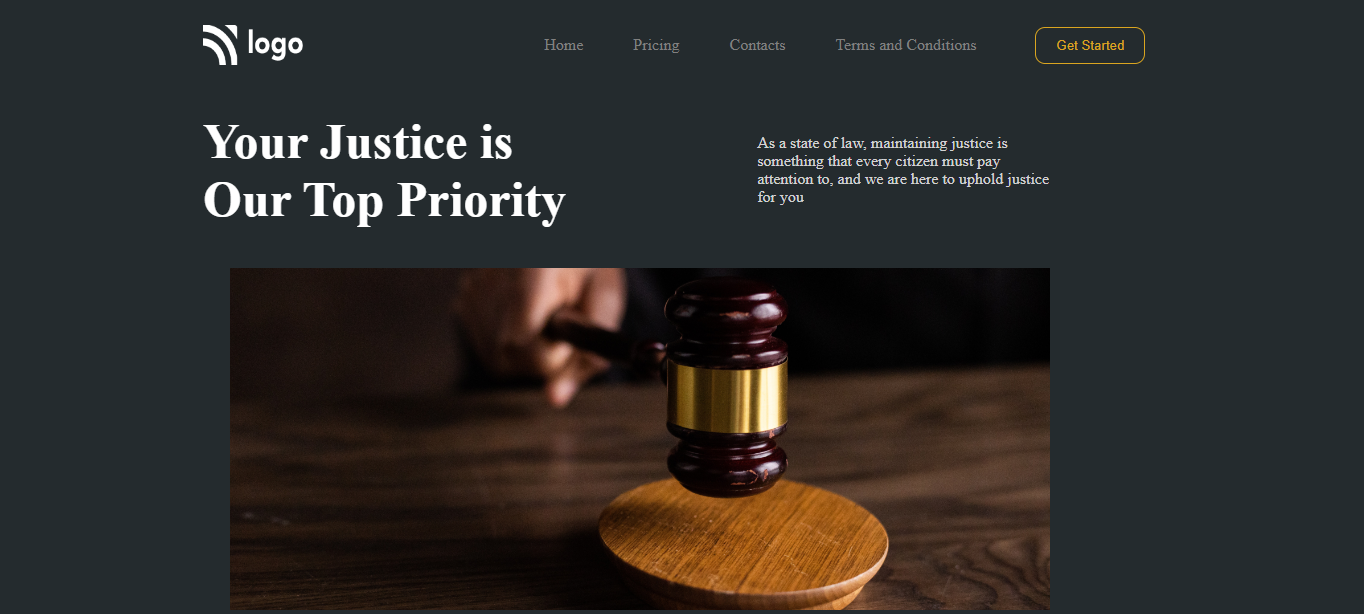 logo
Home
Pricing
Contacts
Terms and Conditions
Get Started
Your Justice is
Our Top Priority
As a state of law, maintaining justice is
something that every citizen must pay
attention to, and we are here to uphold justice
for you